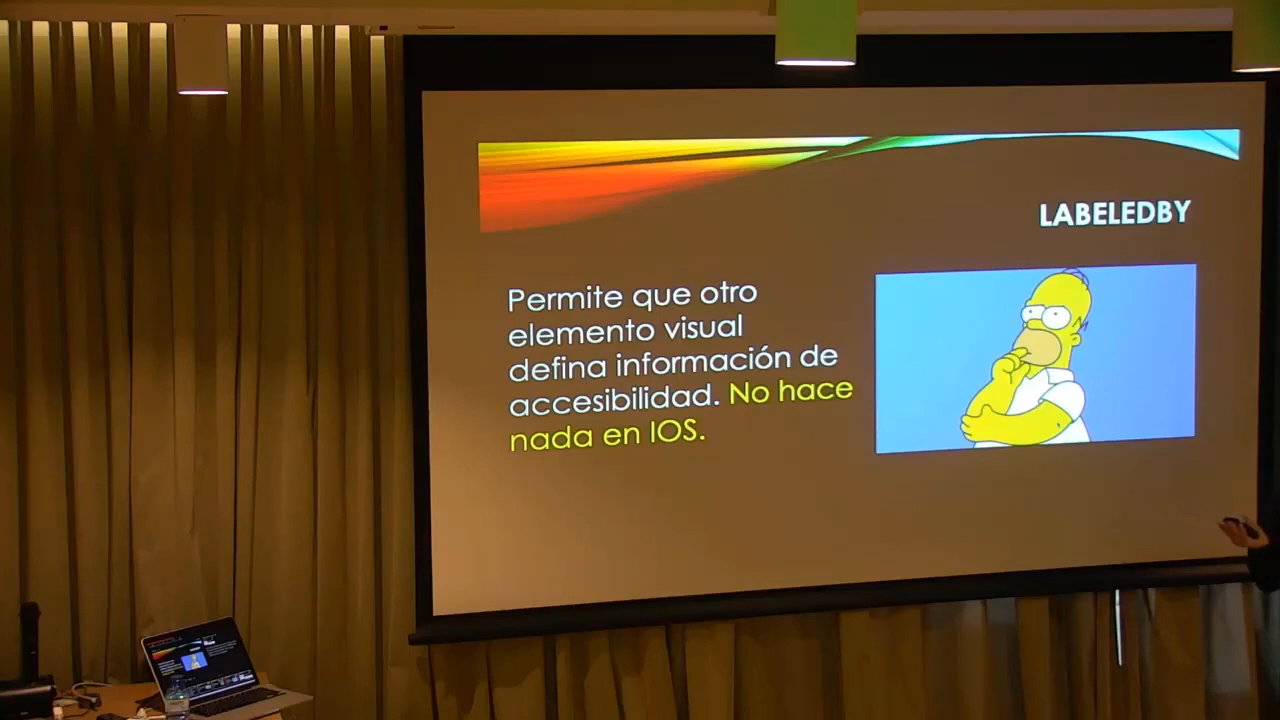 LABELEDBY
Permite que otro
elemento visual
defina información de
accesibilidad. No hace
nada en IOS.